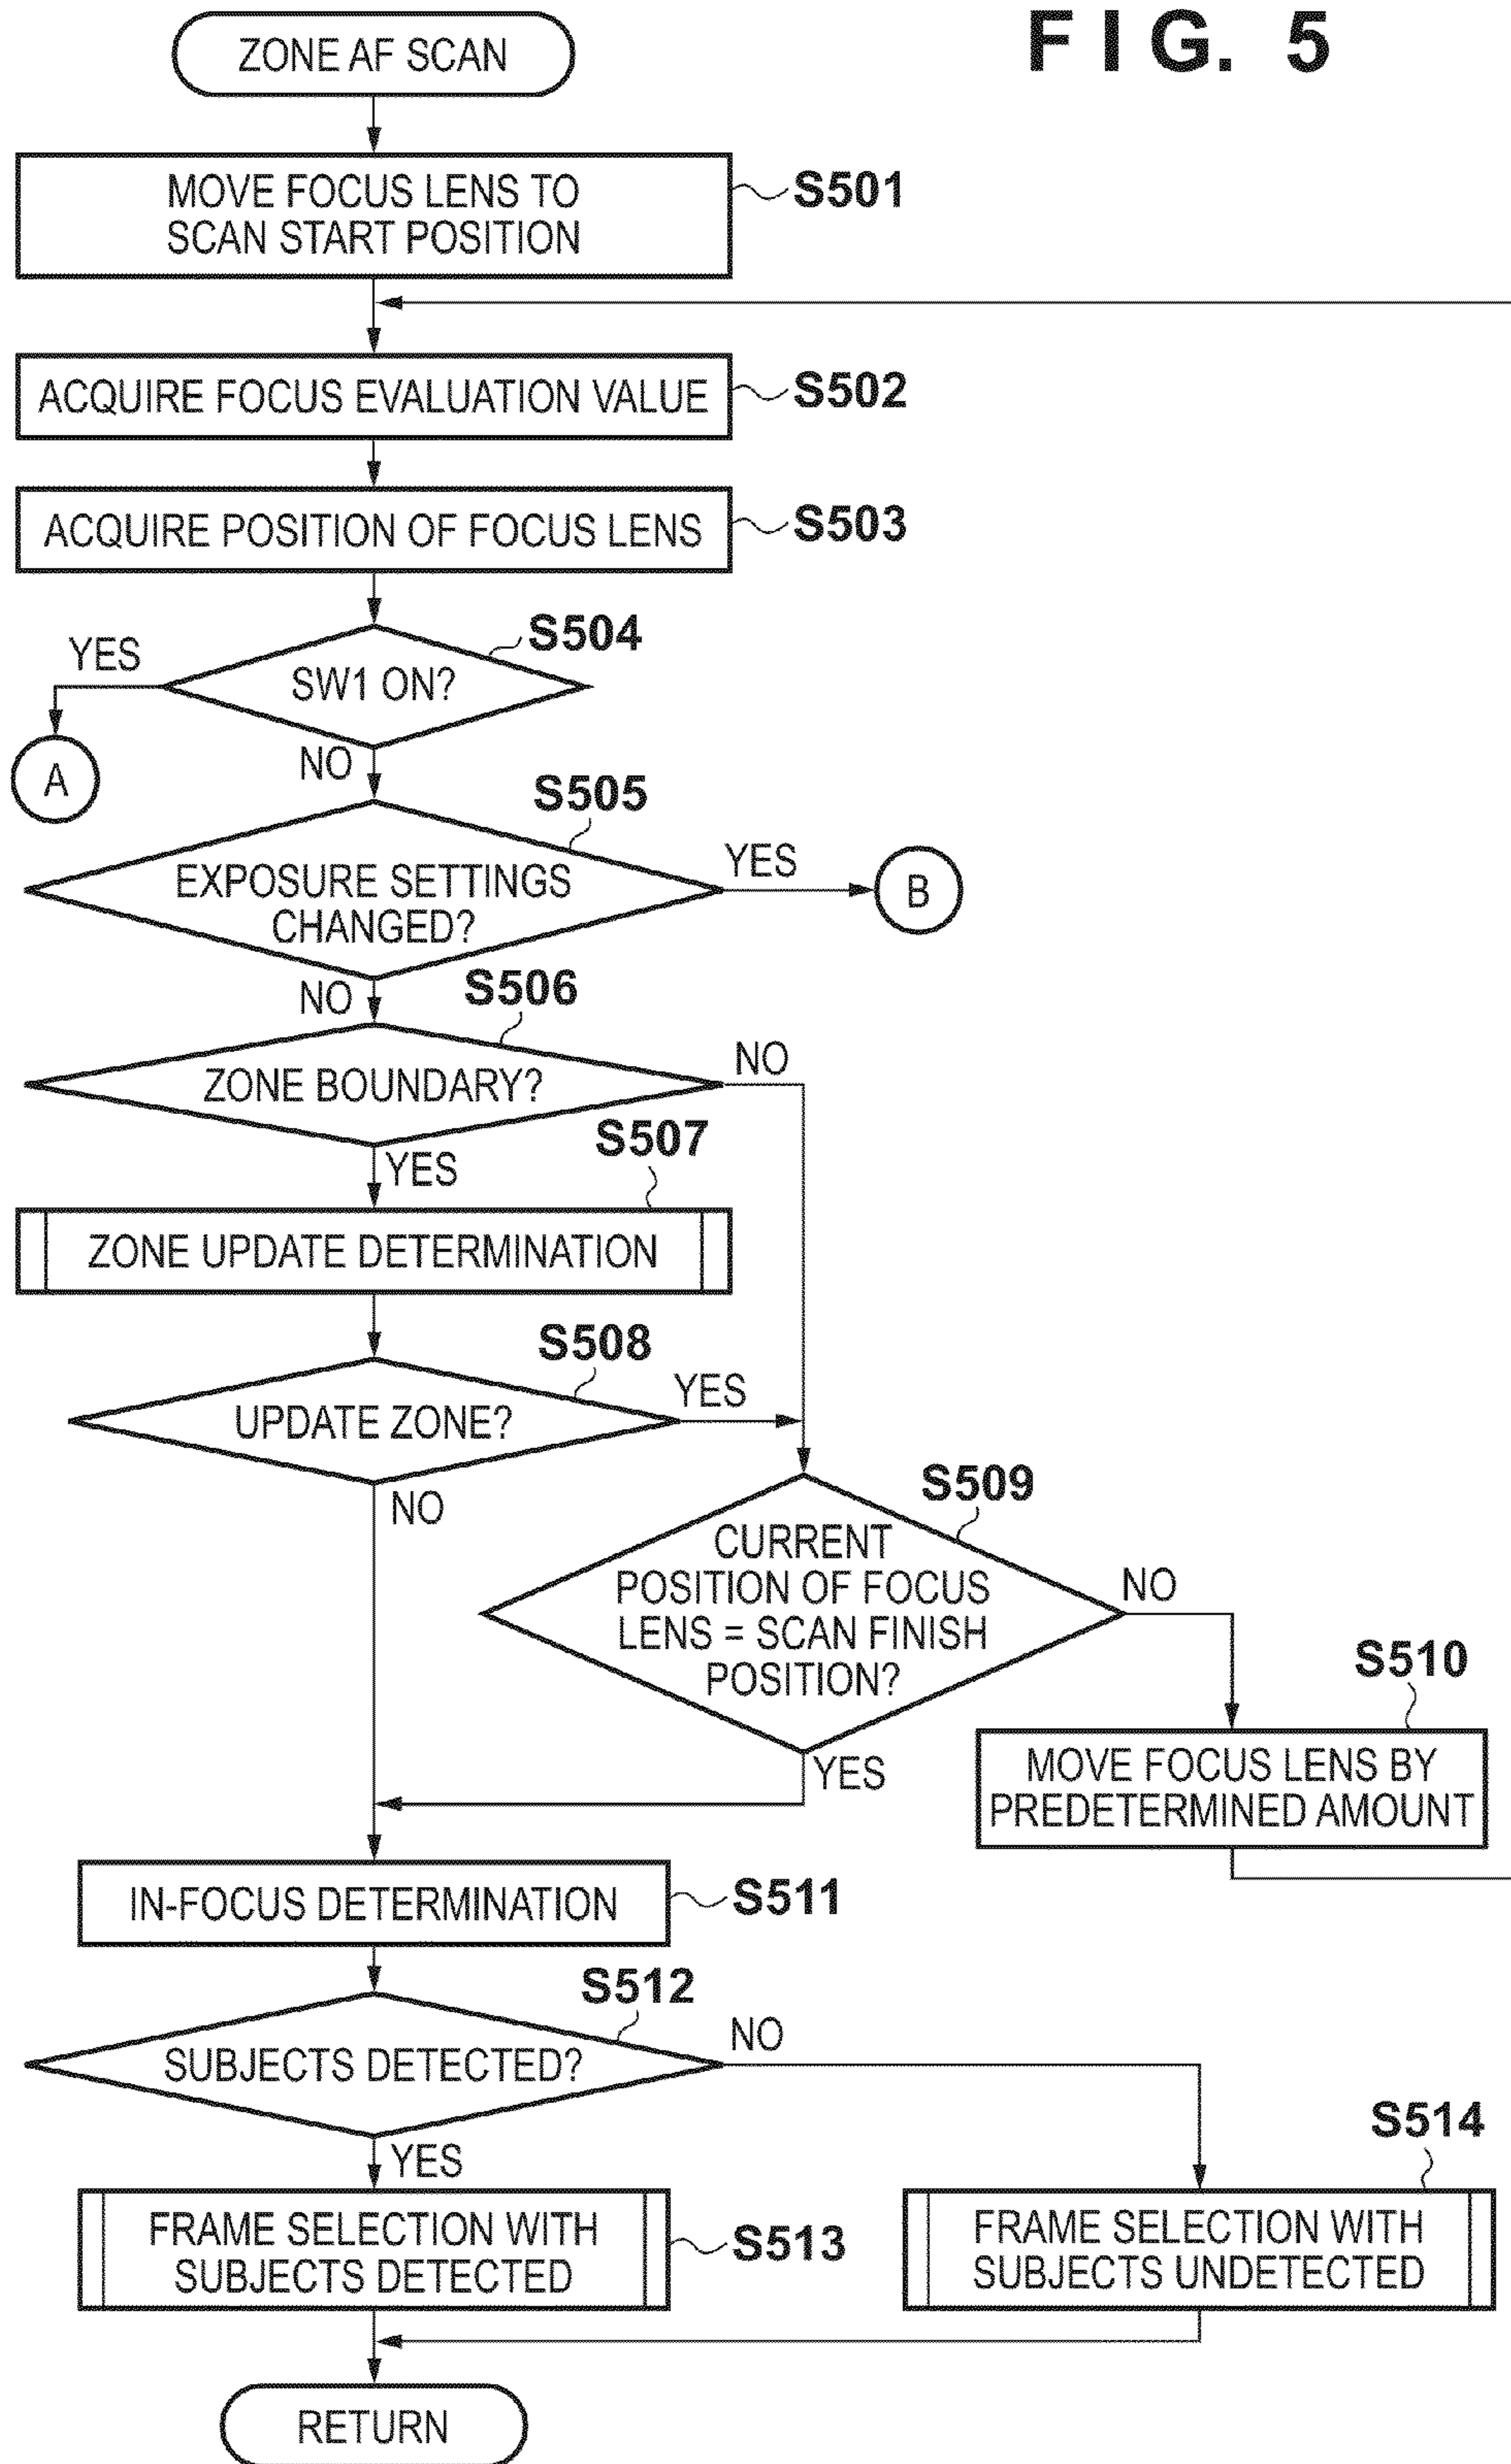 FIG. 5
ZONE AF SCAN
MOVE FOCUS LENS TO
SCAN START POSITION
S501
ACQUIRE FOCUS EVALUATION VALUE
S502
ACQUIRE POSITION OF FOCUS LENS
S503
S504
YES
SW1 ON?
A
NO
S505
EXPOSURE SETTINGS
CHANGED?
YES
B
NO
S506
ZONE BOUNDARY?
NO
YES
S507
ZONE UPDATE DETERMINATION
S508
UPDATE ZONE?
YES
NO
S509
CURRENT
POSITION OF FOCUS
LENS = SCAN FINISH
POSITION?
NO
YES
S510
MOVE FOCUS LENS BY
PREDETERMINED AMOUNT
IN-FOCUS DETERMINATION
S511
S512
SUBJECTS DETECTED?
NO
YES
FRAME SELECTION WITH
SUBJECTS DETECTED
S513
S514
FRAME SELECTION WITH
SUBJECTS UNDETECTED
RETURN